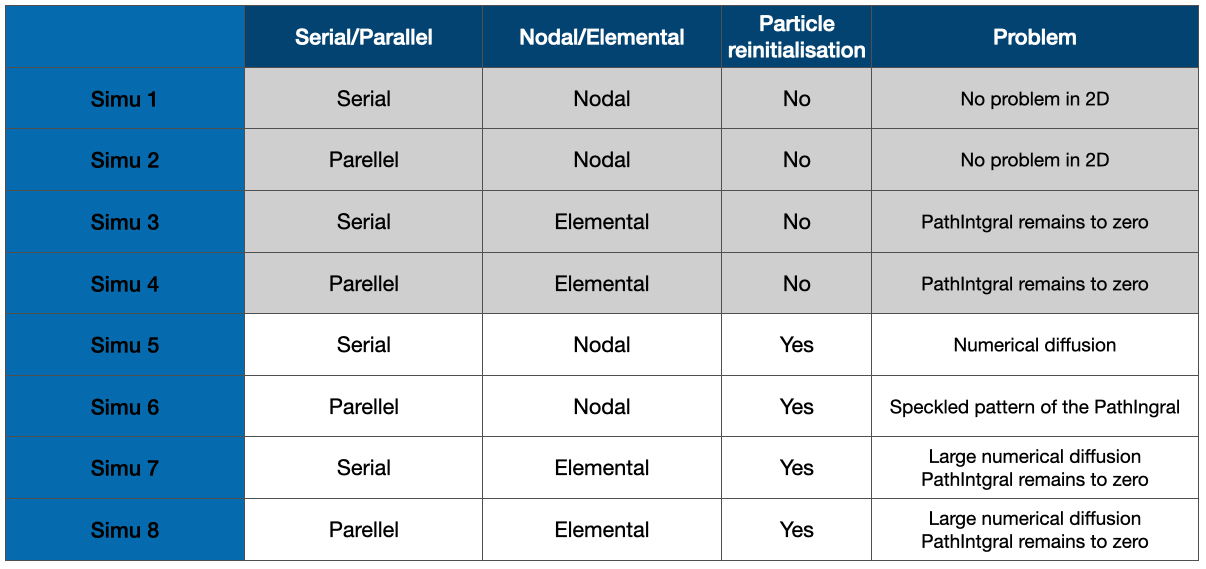 Serial/Parallel Nodal/Elemental Particle reinitialisation Problem
Simu 1 Serial Nodal No No problem in 2D
Simu 2 Parellel Nodal No No problem in 2D
Simu 3 Serial Elemental No PathIntgral remains to zero
Simu 4 Parellel Elemental No PathIntgral remains to zero
Simu 5 Serial Nodal Yes Numerical diffusion
Simu 6 Parellel Nodal Yes Speckled pattern of the PathIngral
Simu 7 Serial Elemental Yes Large numerical diffusion PathIntgral remains to zero
Simu 8 Parellel Elemental Yes Large numerical diffusion PathIntgral remains to zero